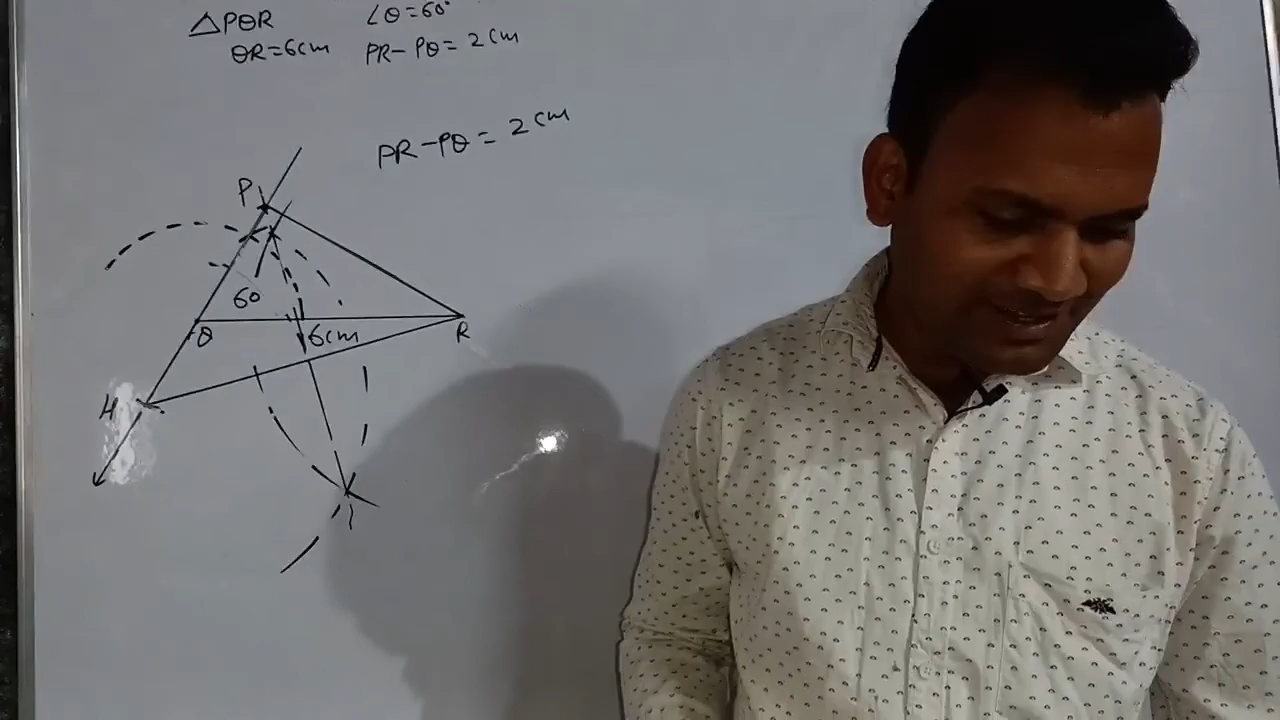 △PQR ∠Q=60°
QR=6cm PR-PQ=2cm
PR-PQ=2cm
P
60
Q
6cm
R
H